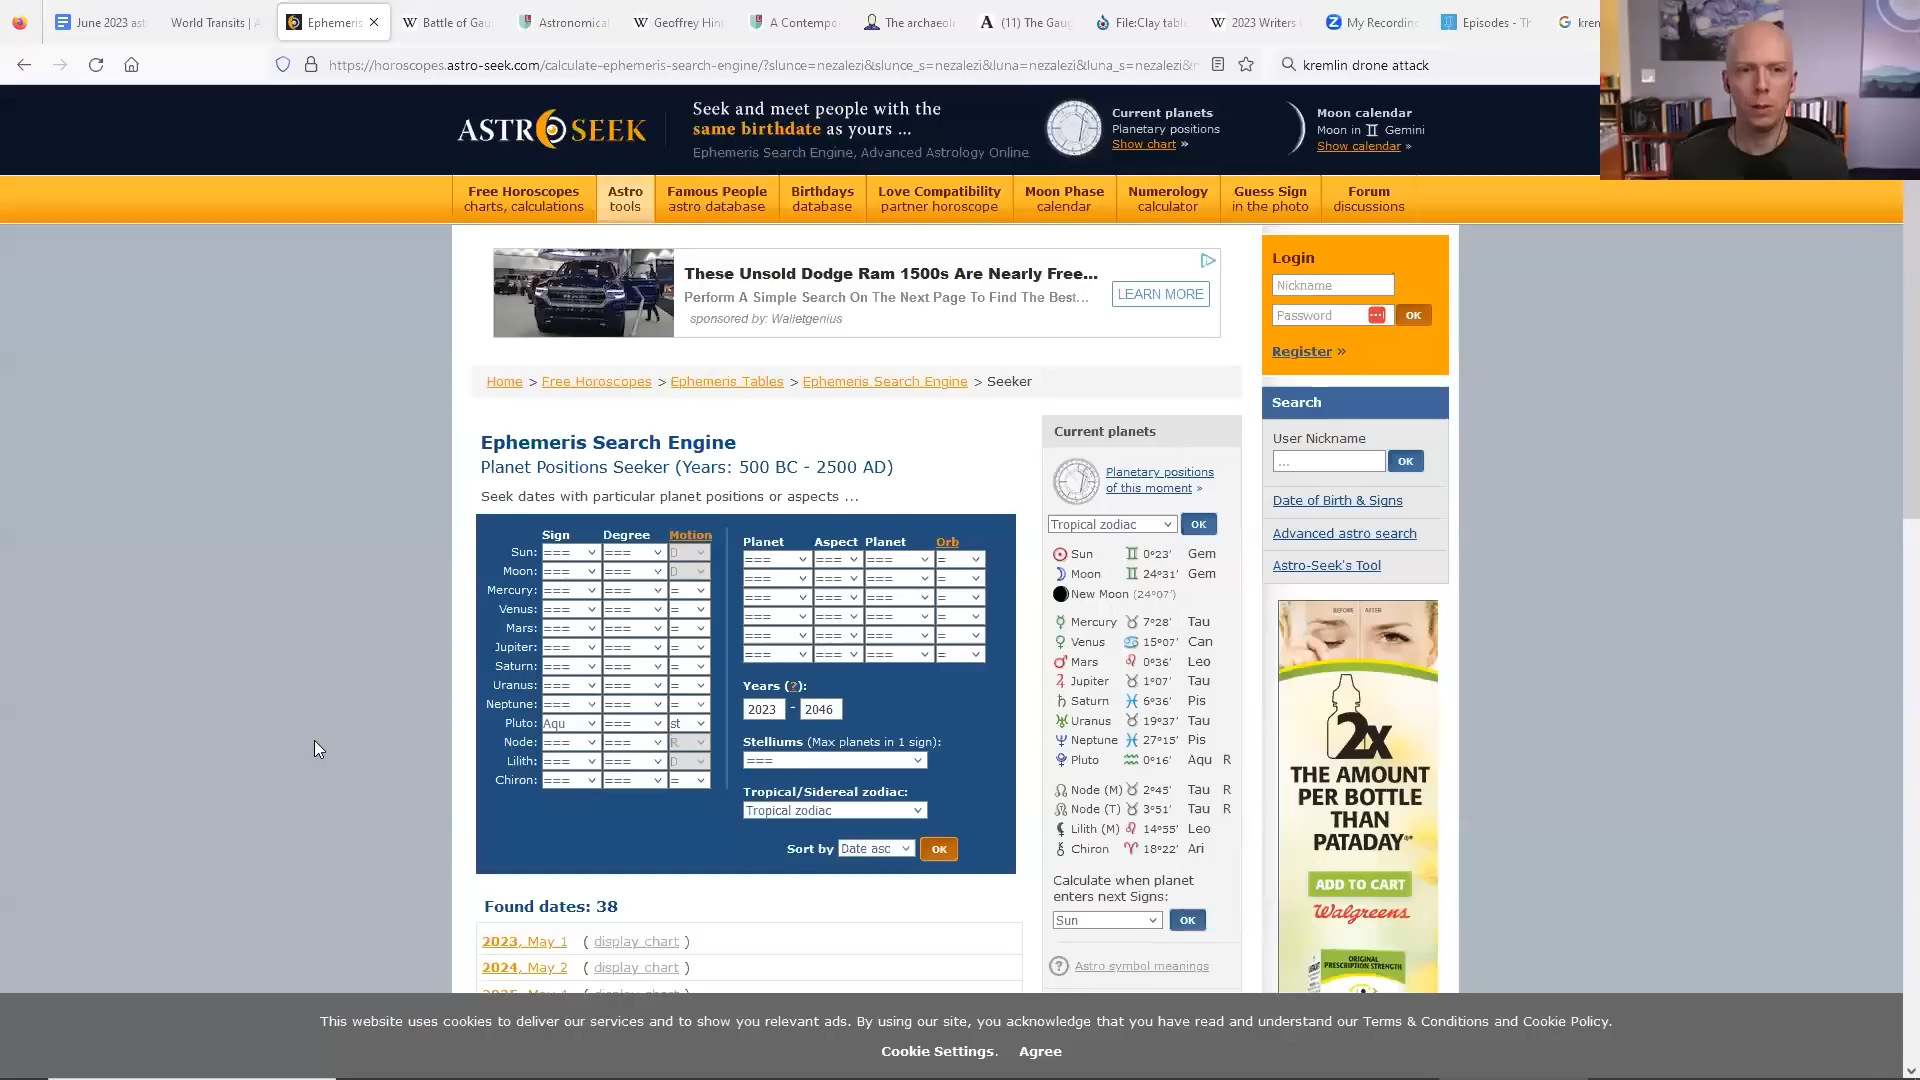 June 2023 ast
World Transits | A
Ephemeris
Battle of Gau
Astronomical
Geoffrey Hin
A Contempo
The archaeol
(11) The Gaug
File:Clay table
2023 Writers
My Recording
Episodes - Th
kren
https://horoscopes.astro-seek.com/calculate-ephemeris-search-engine/?slunce=nezalezi&slunce_s=nezalezi&luna=nezalezi&luna_s=nezalezi&
kremlin drone attack
ASTROSEEK
Seek and meet people with the
same birthdate as yours ...
Ephemeris Search Engine, Advanced Astrology Online
Current planets
Planetary positions
Show chart »
Moon calendar
Moon in ♊ Gemini
Show calendar »
Free Horoscopes
charts, calculations
Astro
tools
Famous People
astro database
Birthdays
database
Love Compatibility
partner horoscope
Moon Phase
calendar
Numerology
calculator
Guess Sign
in the photo
Forum
discussions
These Unsold Dodge Ram 1500s Are Nearly Free...
Perform A Simple Search On The Next Page To Find The Best...
sponsored by: Walletgenius
LEARN MORE
Login
Nickname
Password
OK
Register »
Home > Free Horoscopes > Ephemeris Tables > Ephemeris Search Engine > Seeker
Ephemeris Search Engine
Planet Positions Seeker (Years: 500 BC - 2500 AD)
Seek dates with particular planet positions or aspects ...
Sign Degree Motion
Sun: === === D
Moon: === === D
Mercury: === === =
Venus: === === =
Mars: === === =
Jupiter: === === =
Saturn: === === =
Uranus: === === =
Neptune: === === =
Pluto: Aqu === st
Node: === === R
Lilith: === === D
Chiron: === === =
Planet Aspect Planet Orb
=== === === =
=== === === =
=== === === =
=== === === =
=== === === =
=== === === =
Years (?):
2023 - 2046
Stelliums (Max planets in 1 sign):
===
Tropical/Sidereal zodiac:
Tropical zodiac
Sort by Date asc OK
Found dates: 38
2023, May 1 ( display chart )
2024, May 2 ( display chart )
Current planets
Planetary positions
of this moment »
Tropical zodiac OK
Sun ♊ 0°23' Gem
Moon ♊ 24°31' Gem
New Moon (24°07')
Mercury ♉ 7°28' Tau
Venus ♋ 15°07' Can
Mars ♌ 0°36' Leo
Jupiter ♉ 1°07' Tau
Saturn ♓ 6°36' Pis
Uranus ♉ 19°37' Tau
Neptune ♓ 27°15' Pis
Pluto ♒ 0°16' Aqu R
Node (M) ♉ 2°45' Tau R
Node (T) ♉ 3°51' Tau R
Lilith (M) ♌ 14°55' Leo
Chiron ♈ 18°22' Ari
Calculate when planet
enters next Signs:
Sun OK
Astro symbol meanings
Search
User Nickname
... OK
Date of Birth & Signs
Advanced astro search
Astro-Seek's Tool
BEFORE AFTER
2x
THE AMOUNT
PER BOTTLE
THAN
PATADAY
ADD TO CART
Walgreens
ORIGINAL
PRESCRIPTION STRENGTH
This website uses cookies to deliver our services and to show you relevant ads. By using our site, you acknowledge that you have read and understand our Terms & Conditions and Cookie Policy.
Cookie Settings. Agree